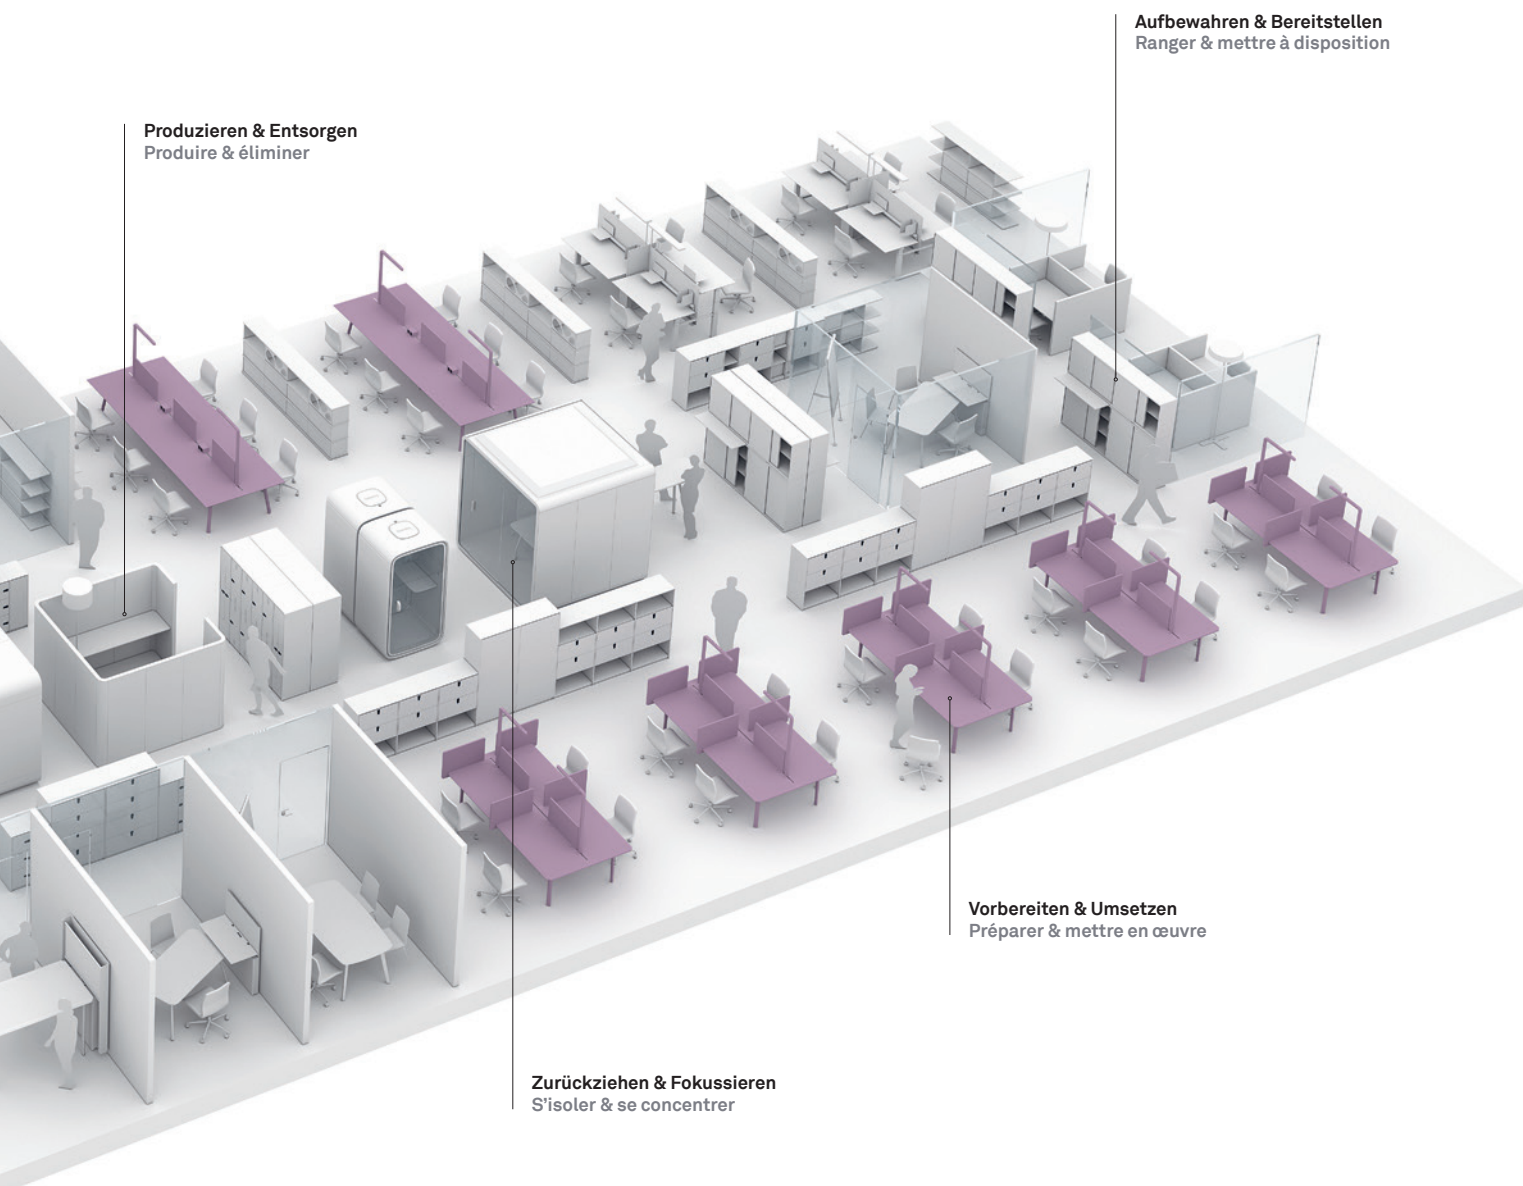 Aufbewahren & Bereitstellen
Ranger & mettre à disposition
Produzieren & Entsorgen
Produire & éliminer
Vorbereiten & Umsetzen
Préparer & mettre en œuvre
Zurückziehen & Fokussieren
S'isoler & se concentrer